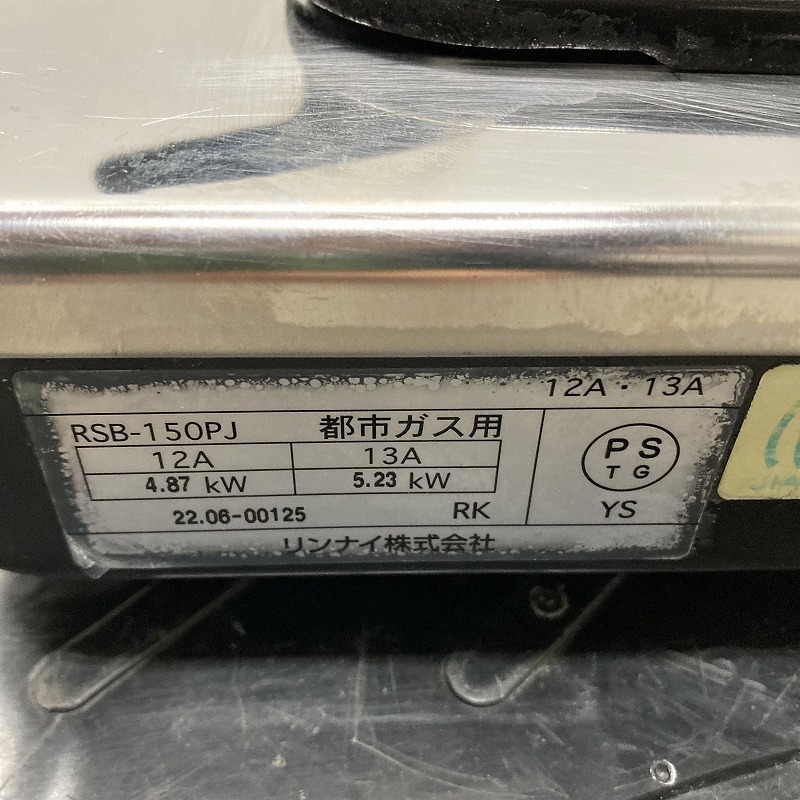 12A・13A
RSB-150PJ 都市ガス用
12A 13A
4.87 kW 5.23 kW
22.06-00125 RK
リンナイ株式会社
PS
TG
YS